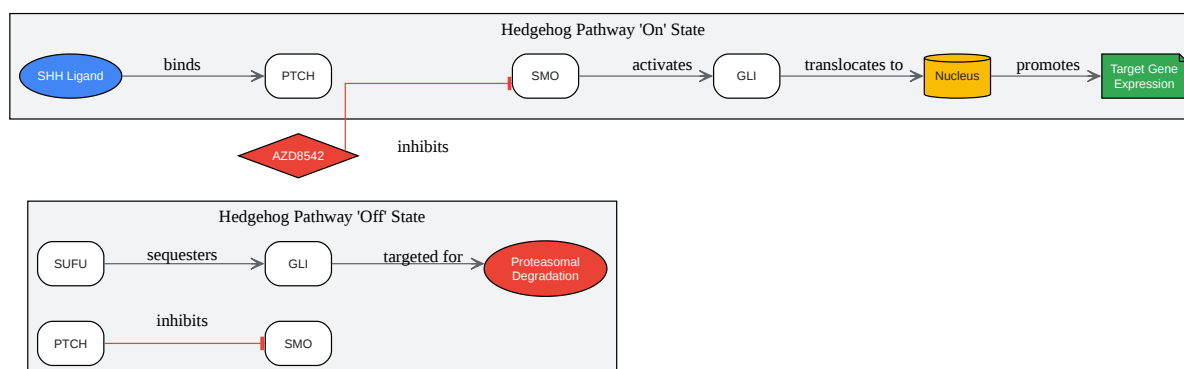 Hedgehog Pathway 'On' State
SHH Ligand
binds
PTCH
SMO
activates
GLI
translocates to
Nucleus
promotes
Target Gene
Expression
AZD8542
inhibits
Hedgehog Pathway 'Off' State
SUFU
sequesters
GLI
targeted for
Proteasomal
Degradation
PTCH
inhibits
SMO